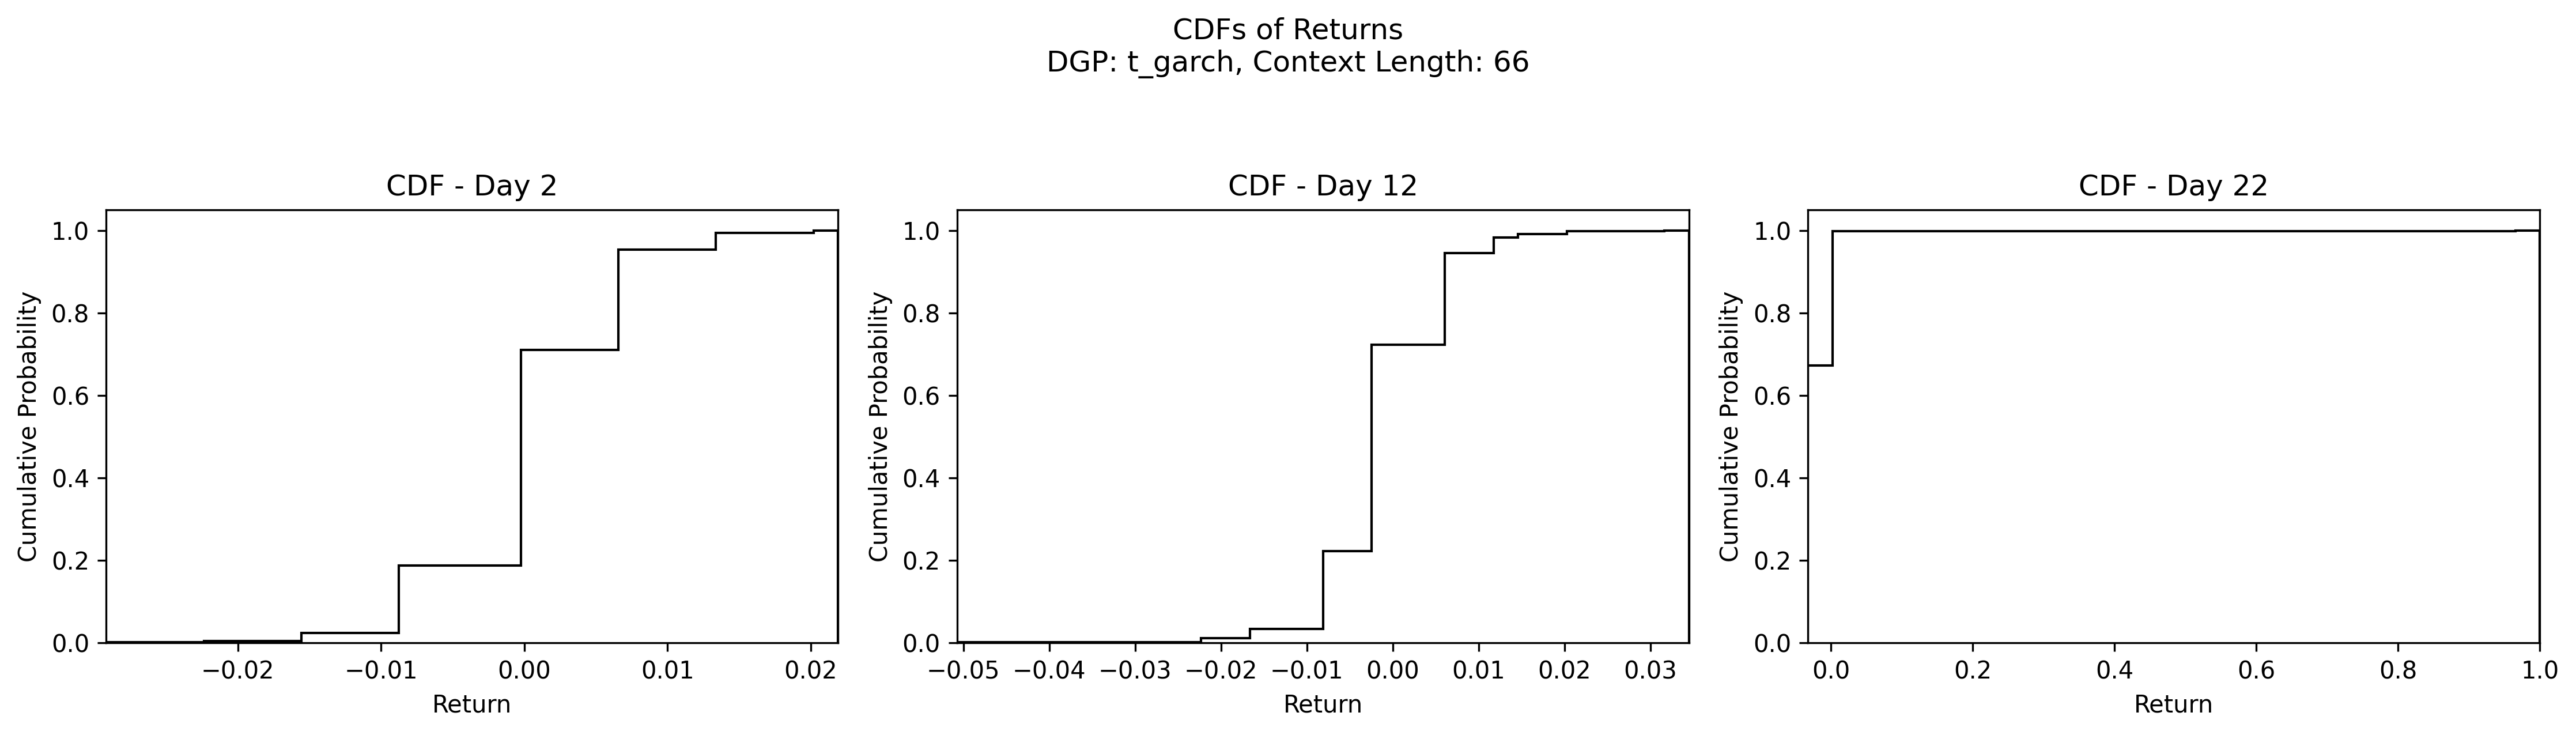 CDFs of Returns
DGP: t_garch, Context Length: 66
CDF - Day 2
Cumulative Probability
1.0
0.8
0.6
0.4
0.2
0.0
−0.02 −0.01 0.00 0.01 0.02
Return
CDF - Day 12
Cumulative Probability
1.0
0.8
0.6
0.4
0.2
0.0
−0.05 −0.04 −0.03 −0.02 −0.01 0.00 0.01 0.02 0.03
Return
CDF - Day 22
Cumulative Probability
1.0
0.8
0.6
0.4
0.2
0.0
0.0 0.2 0.4 0.6 0.8 1.0
Return